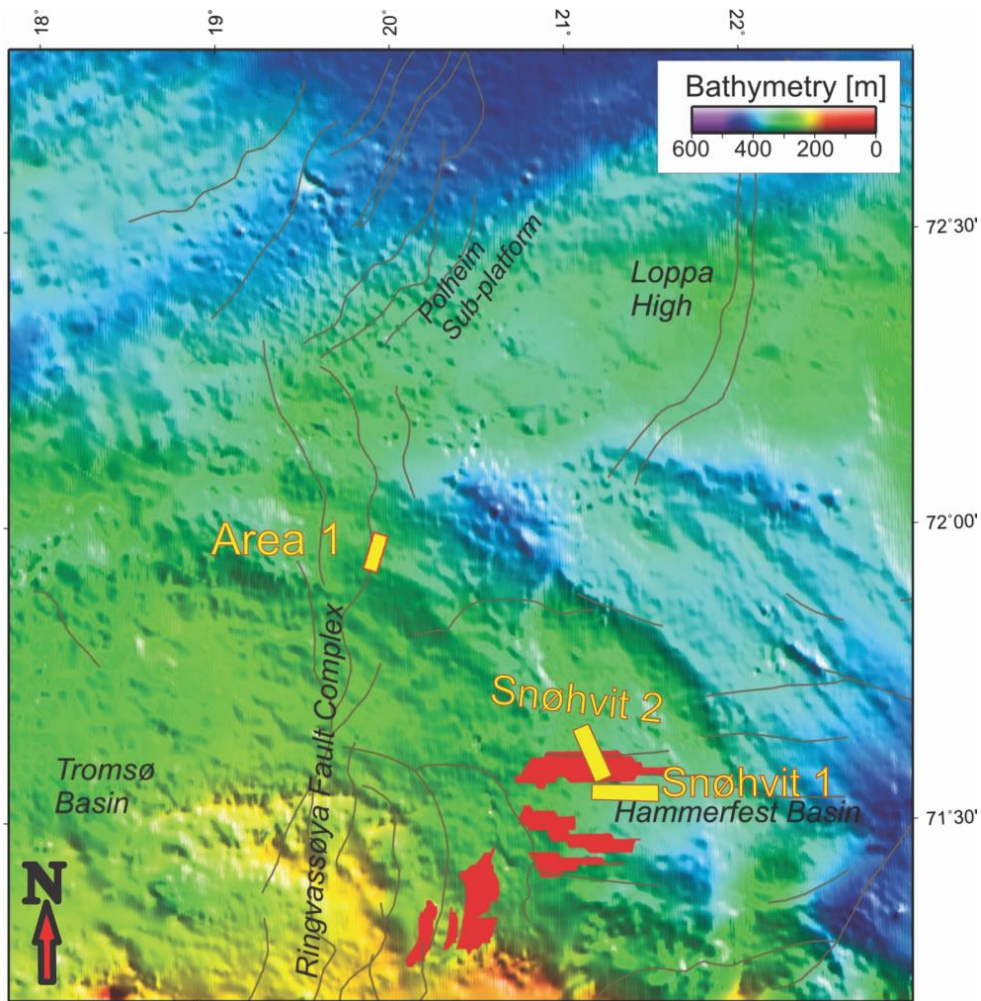 18°
19°
20°
21°
22°
Bathymetry [m]
600 400 200 0
72°30'
Polheim
Sub-platform
Loppa
High
72°00'
Area 1
Ringvassøya Fault Complex
Snøhvit 2
Tromsø
Basin
Snøhvit 1
Hammerfest Basin
71°30'
N